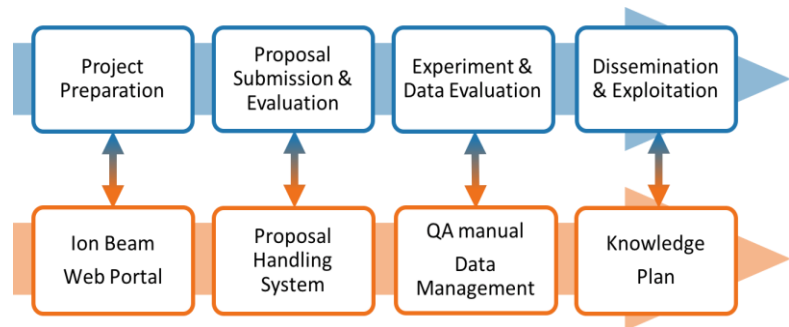 Project
Preparation
Proposal
Submission &
Evaluation
Experiment &
Data Evaluation
Dissemination
& Exploitation
Ion Beam
Web Portal
Proposal
Handling
System
QA manual
Data
Management
Knowledge
Plan